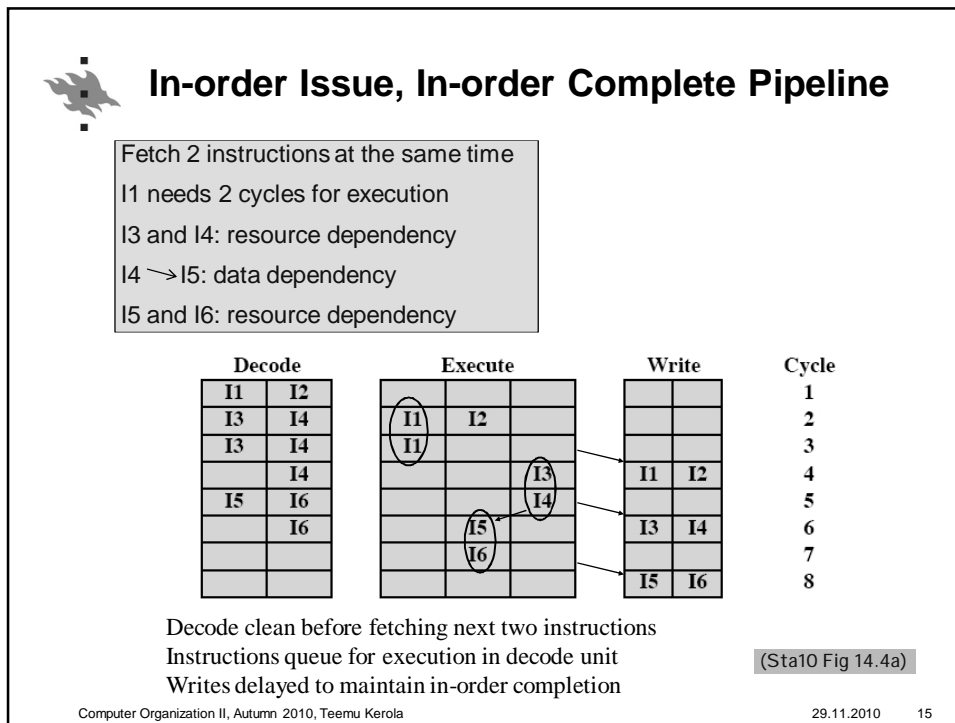 In-order Issue, In-order Complete Pipeline
Fetch 2 instructions at the same time
I1 needs 2 cycles for execution
I3 and I4: resource dependency
I4 → I5: data dependency
I5 and I6: resource dependency
Decode Execute Write Cycle
I1 I2 1
I3 I4 I1 I2 2
I3 I4 I1 3
I4 I3 I1 I2 4
I5 I6 I4 5
I6 I5 I3 I4 6
I6 7
I5 I6 8
Decode clean before fetching next two instructions
Instructions queue for execution in decode unit
Writes delayed to maintain in-order completion
(Sta10 Fig 14.4a)
Computer Organization II, Autumn 2010, Teemu Kerola 29.11.2010 15